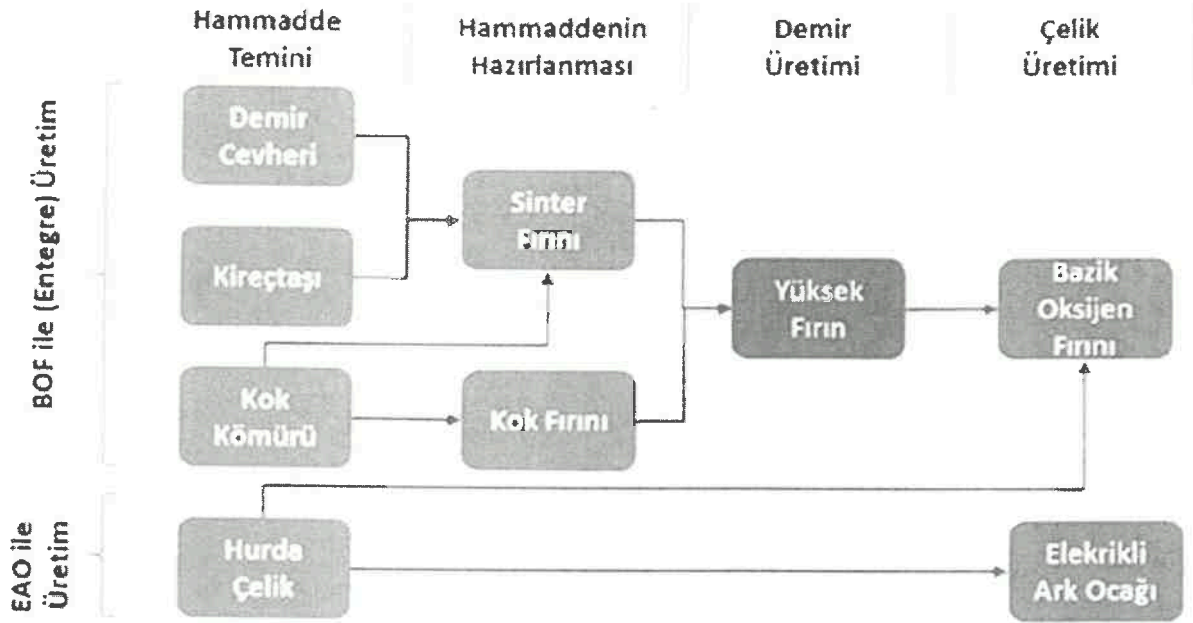 Hammadde
Temini
Hammaddenin
Hazırlanması
Demir
Üretimi
Çelik
Üretimi
BOF ile (Entegre) Üretim
Demir
Cevheri
Kireçtaşı
Kok
Kömürü
Sinter
Fırını
Kok Fırını
Yüksek
Fırın
Bazik
Oksijen
Fırını
EAO ile
Üretim
Hurda
Çelik
Elekrikli
Ark Ocağı